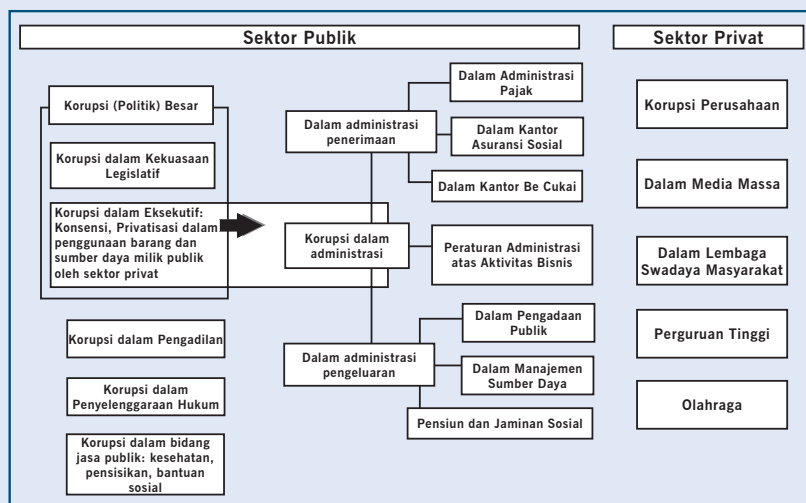 Sektor Publik
Sektor Privat
Korupsi (Politik) Besar
Korupsi dalam Kekuasaan
Legislatif
Korupsi dalam Eksekutif:
Konsensi, Privatisasi dalam
penggunaan barang dan
sumber daya milik publik
oleh sektor privat
Korupsi dalam Pengadilan
Korupsi dalam
Penyelenggaraan Hukum
Korupsi dalam bidang
jasa publik: kesehatan,
pensisikan, bantuan
sosial
Dalam administrasi
penerimaan
Korupsi dalam
administrasi
Dalam administrasi
pengeluaran
Dalam Administrasi
Pajak
Dalam Kantor
Asuransi Sosial
Dalam Kantor Be Cukai
Peraturan Administrasi
atas Aktivitas Bisnis
Dalam Pengadaan
Publik
Dalam Manajemen
Sumber Daya
Pensiun dan Jaminan Sosial
Korupsi Perusahaan
Dalam Media Massa
Dalam Lembaga
Swadaya Masyarakat
Perguruan Tinggi
Olahraga